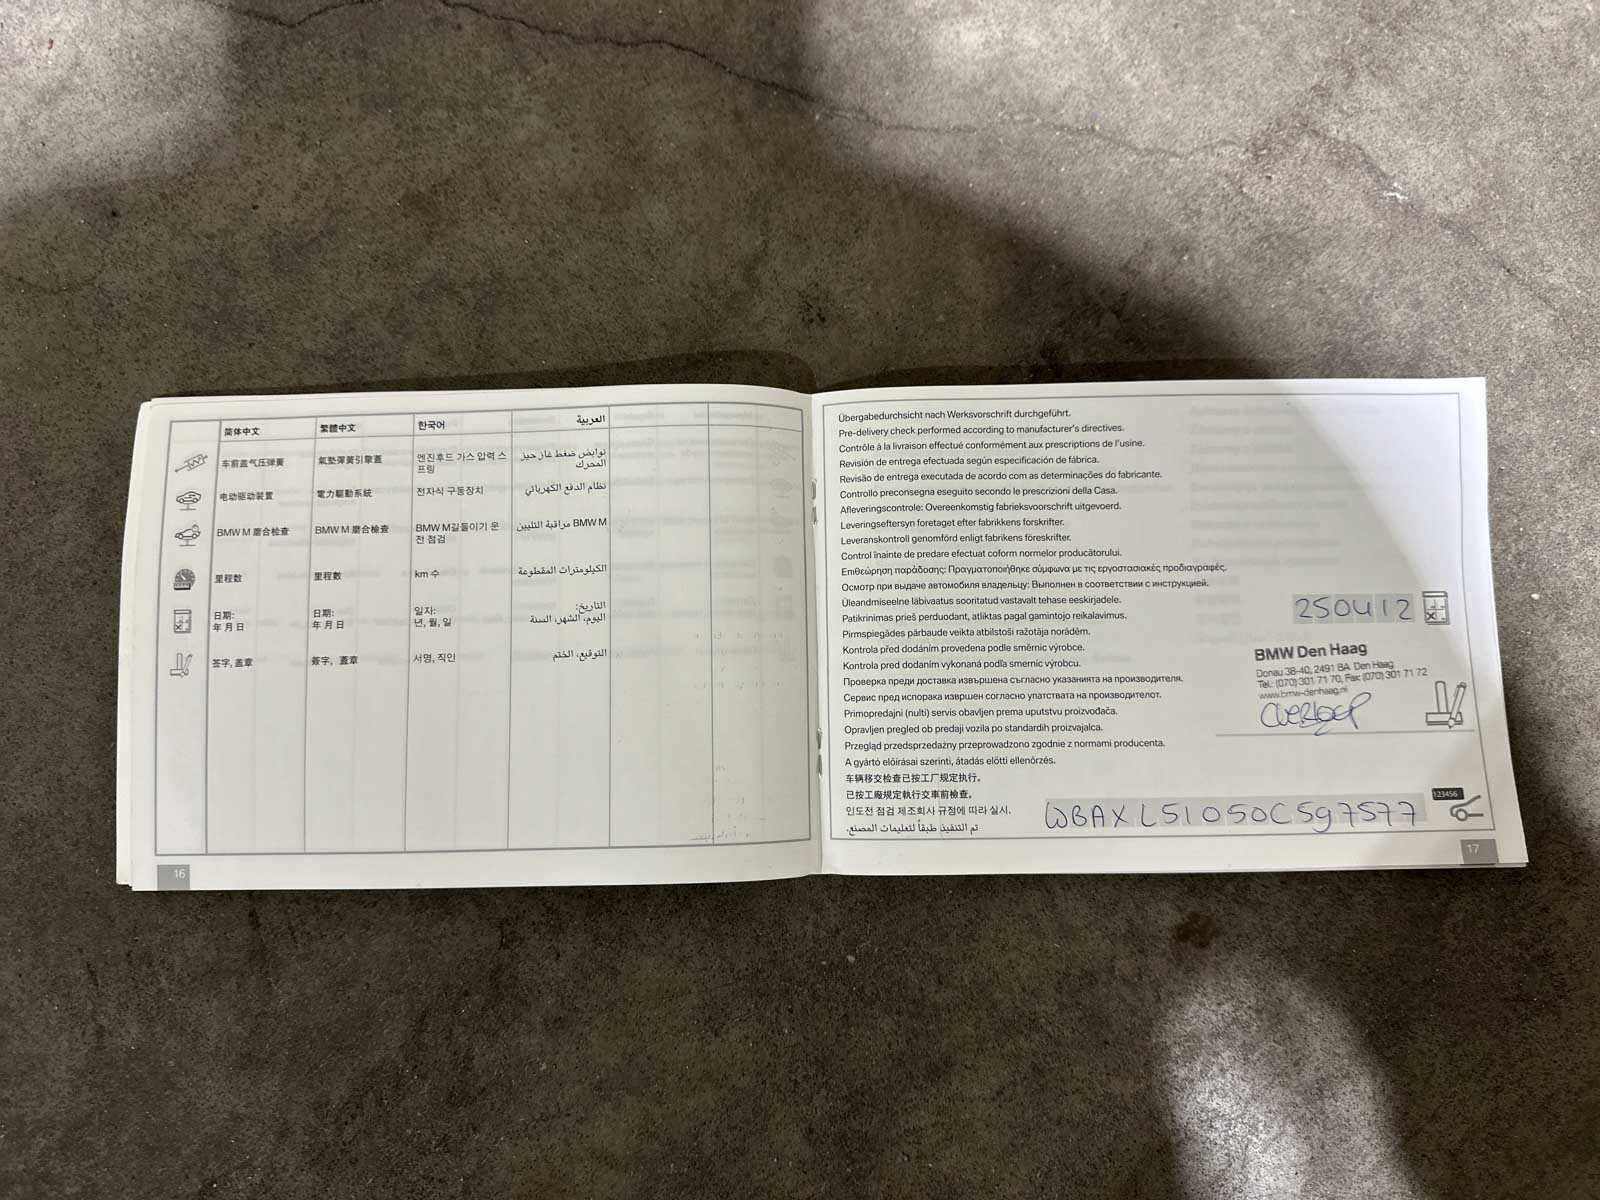 简体中文 繁體中文 한국어 العربية
车前盖气压弹簧 氣墊彈簧引擎蓋 엔진후드 가스 압력 스프링 نوابض ضغط غاز حيز المحرك
电动驱动装置 電力驅動系統 전자식 구동장치 نظام الدفع الكهربائي
BMW M 磨合检查 BMW M 磨合檢查 BMW M길들이기 운전 점검 BMW M مراقبة التليين
里程数 里程數 km 수 الكيلومترات المقطوعة
日期: 日期: 일자: التاريخ:
年 月 日 年 月 日 년, 월, 일 اليوم، الشهر، السنة
签字, 盖章 簽字, 蓋章 서명, 직인 التوقيع، الختم
16
Übergabedurchsicht nach Werksvorschrift durchgeführt.
Pre-delivery check performed according to manufacturer's directives.
Contrôle à la livraison effectué conformément aux prescriptions de l'usine.
Revisión de entrega efectuada según especificación de fábrica.
Revisão de entrega executada de acordo com as determinações do fabricante.
Controllo preconsegna eseguito secondo le prescrizioni della Casa.
Afleveringscontrole: Overeenkomstig fabrieksvoorschrift uitgevoerd.
Leveringseftersyn foretaget efter fabrikkens forskrifter.
Leveranskontroll genomförd enligt fabrikens föreskrifter.
Control înainte de predare efectuat coform normelor producătorului.
Επιθεώρηση παράδοσης: Πραγματοποιήθηκε σύμφωνα με τις εργοστασιακές προδιαγραφές.
Осмотр при выдаче автомобиля владельцу: Выполнен в соответствии с инструкцией.
Üleandmiseelne läbivaatus sooritatud vastavalt tehase eeskirjadele.
Patikrinimas prieš perduodant, atliktas pagal gamintojo reikalavimus.
Pirmspiegādes pārbaude veikta atbilstoši ražotāja norādēm.
Kontrola před dodáním provedena podle směrnic výrobce.
Kontrola pred dodaním vykonaná podľa smerníc výrobcu.
Проверка преди доставка извършена съгласно указанията на производителя.
Сервис пред испорака извршен согласно упатствата на производителот.
Primopredajni (nulti) servis obavljen prema uputstvu proizvođača.
Opravljen pregled ob predaji vozila po standardih proizvajalca.
Przegląd przedsprzedażny przeprowadzono zgodnie z normami producenta.
A gyártó előírásai szerinti, átadás előtti ellenőrzés.
车辆移交检查已按工厂规定执行。
已按工廠規定執行交車前檢查。
인도전 점검 제조회사 규정에 따라 실시.
تم التنفيذ طبقاً لتعليمات المصنع.
250412
BMW Den Haag
Donau 38-40, 2491 BA Den Haag
Tel.: (070) 301 71 70, Fax: (070) 301 71 72
www.bmw-denhaag.nl
123456
WBAXL51050C597577
17